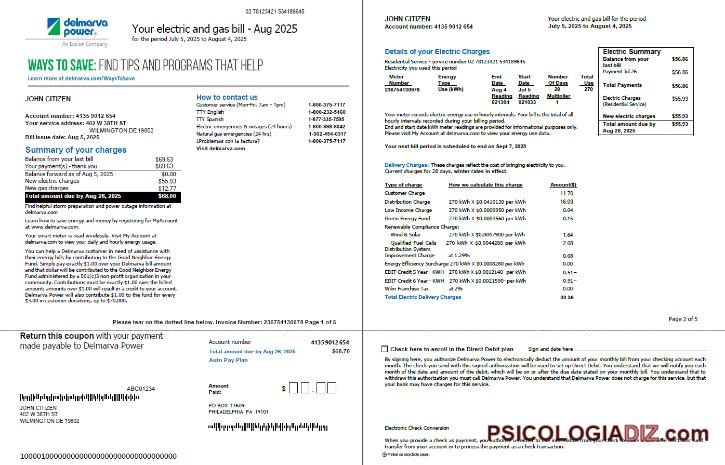 02 78123421 534189645
delmarva power®
An Exelon Company
Your electric and gas bill - Aug 2025
for the period July 5, 2025 to August 4, 2025
WAYS TO SAVE: FIND TIPS AND PROGRAMS THAT HELP
Learn more at delmarva.com/WaysToSave
JOHN CITIZEN
Account number: 4135 9012 654
Your service address: 402 W 38TH ST
WILMINGTON DE 19802
Bill issue date: Aug 5, 2025
Summary of your charges
Balance from your last bill $69.63
Your payment(s) - thank you
Balance forward as of Aug 5, 2025 $0.00
New electric charges $55.93
New gas charges $12.77
Total amount due by Aug 26, 2025 $68.00
Find helpful storm preparation and power outage information at
delmarva.com
Learn how to save energy and money by registering for MyAccount
at www.delmarva.com.
Your smart meter is read wirelessly. Visit My Account at
delmarva.com to view your daily and hourly energy usage.
You can help a Delmarva customer in need of assistance with
their energy bills by contributing to the Good Neighbor Energy
Fund. Simply pay exactly $1.00 over your Delmarva bill amount
and that dollar will be contributed to the Good Neighbor Energy
Fund administered by a 501(c)3 non-profit organization in your
community. Contributions must be exactly $1.00 over the billed
amount; amounts over $1.00 will result in a credit to your account.
Delmarva Power will also contribute $1.00 to the fund for every
$3.00 in customer donations, up to $70,000.
How to contact us
Customer service (Mon-Fri, 7am - 7pm) 1-800-375-7117
TTY English 1-800-232-5460
TTY Spanish 1-877-335-7595
Electric emergencies & outages (24 hours) 1-800-898-8042
Natural gas emergencies (24 hrs) 1-302-454-0317
¿Problemas con la factura? 1-800-375-7117
Visit delmarva.com
Please tear on the dotted line below. Invoice Number: 236754130978 Page 1 of 5
JOHN CITIZEN
Account number: 4135 9012 654
Your electric and gas bill for the period
July 5, 2025 to August 4, 2025
Details of your Electric Charges
Residential Service - service number 02 78123421 534189645
Electricity you used this period
Meter Number Energy Type End Date Start Date Number Of Days Total Use
Use (kWh) Aug 4 Jul 5 28 270
236754130978 Reading Reading Multiplier
021304 021033 1
Electric Summary
Balance from your $56.86
last bill
Payment Jul 26 $56.86
Total Payments $56.86
Electric Charges $55.93
(Residential Service)
New electric charges $55.93
Total amount due by $55.93
Aug 26, 2025
Your meter records electric energy use in hourly intervals. Your bill is the total of all
hourly intervals recorded during your billing period.
End and start date kWh meter readings are provided for informational purposes only.
Please visit My Account at delmarva.com to view your energy use data.
Your next bill period is scheduled to end on Sept 7, 2025
Delivery Charges: These charges reflect the cost of bringing electricity to you.
Current charges for 28 days, winter rates in effect.
Type of charge How we calculate this charge Amount($)
Customer Charge 11.70
Distribution Charge 270 kWh X $0.0410130 per kWh 16.09
Low Income Charge 270 kWh X $0.0000950 per kWh 0.04
Green Energy Fund 270 kWh X $0.0003560 per kWh 0.15
Renewable Compliance Charge:
Wind & Solar 270 kWh X $0.0047900 per kWh 1.64
Qualified Fuel Cells 270 kWh X $0.0044280 per kWh 2.08
Distribution System
Improvement Charge at 1.29% 0.08
Energy Efficiency Surcharge 270 kWh X $0.0008280 per kWh 0.00
EDIT Credit 5 Year - KWH 270 kWh X $0.0012140 per kWh 0.51-
EDIT Credit 6 Year - KWH 270 kWh X $0.0021590 per kWh 0.91-
Wilm Franchise Tax at 2% 0.00
Total Electric Delivery Charges
Page 2 of 5
Return this coupon with your payment
made payable to Delmarva Power
Account number 41359012654
Total amount due by Aug 26, 2025 $68.70
Auto Pay Plan
ABC01234
Amount
Paid: $ .
JOHN CITIZEN
402 W 38TH ST
WILMINGTON DE 19802
PO BOX 13609
PHILADELPHIA PA 19101
Check here to enroll in the Direct Debit plan. Sign and date here
By signing here, you authorize Delmarva Power to electronically deduct the amount of your monthly bill from your checking account each
month. The check you send with this signed authorization will be used to set up Direct Debit. You understand that we will notify you each
month of the amount and date of the debit, which will be on or after the due date stated on your monthly bill. You understand that to
withdraw this authorization you must call Delmarva Power. You understand that Delmarva Power does not charge for this service, but that
your bank may have charges for this service.
Electronic Check Conversion
When you provide a check as payment, you authorize
transfer from your account or to process the payment as a check transaction.
Printed on recyclable paper.
PSICOLOGIADIZ.com